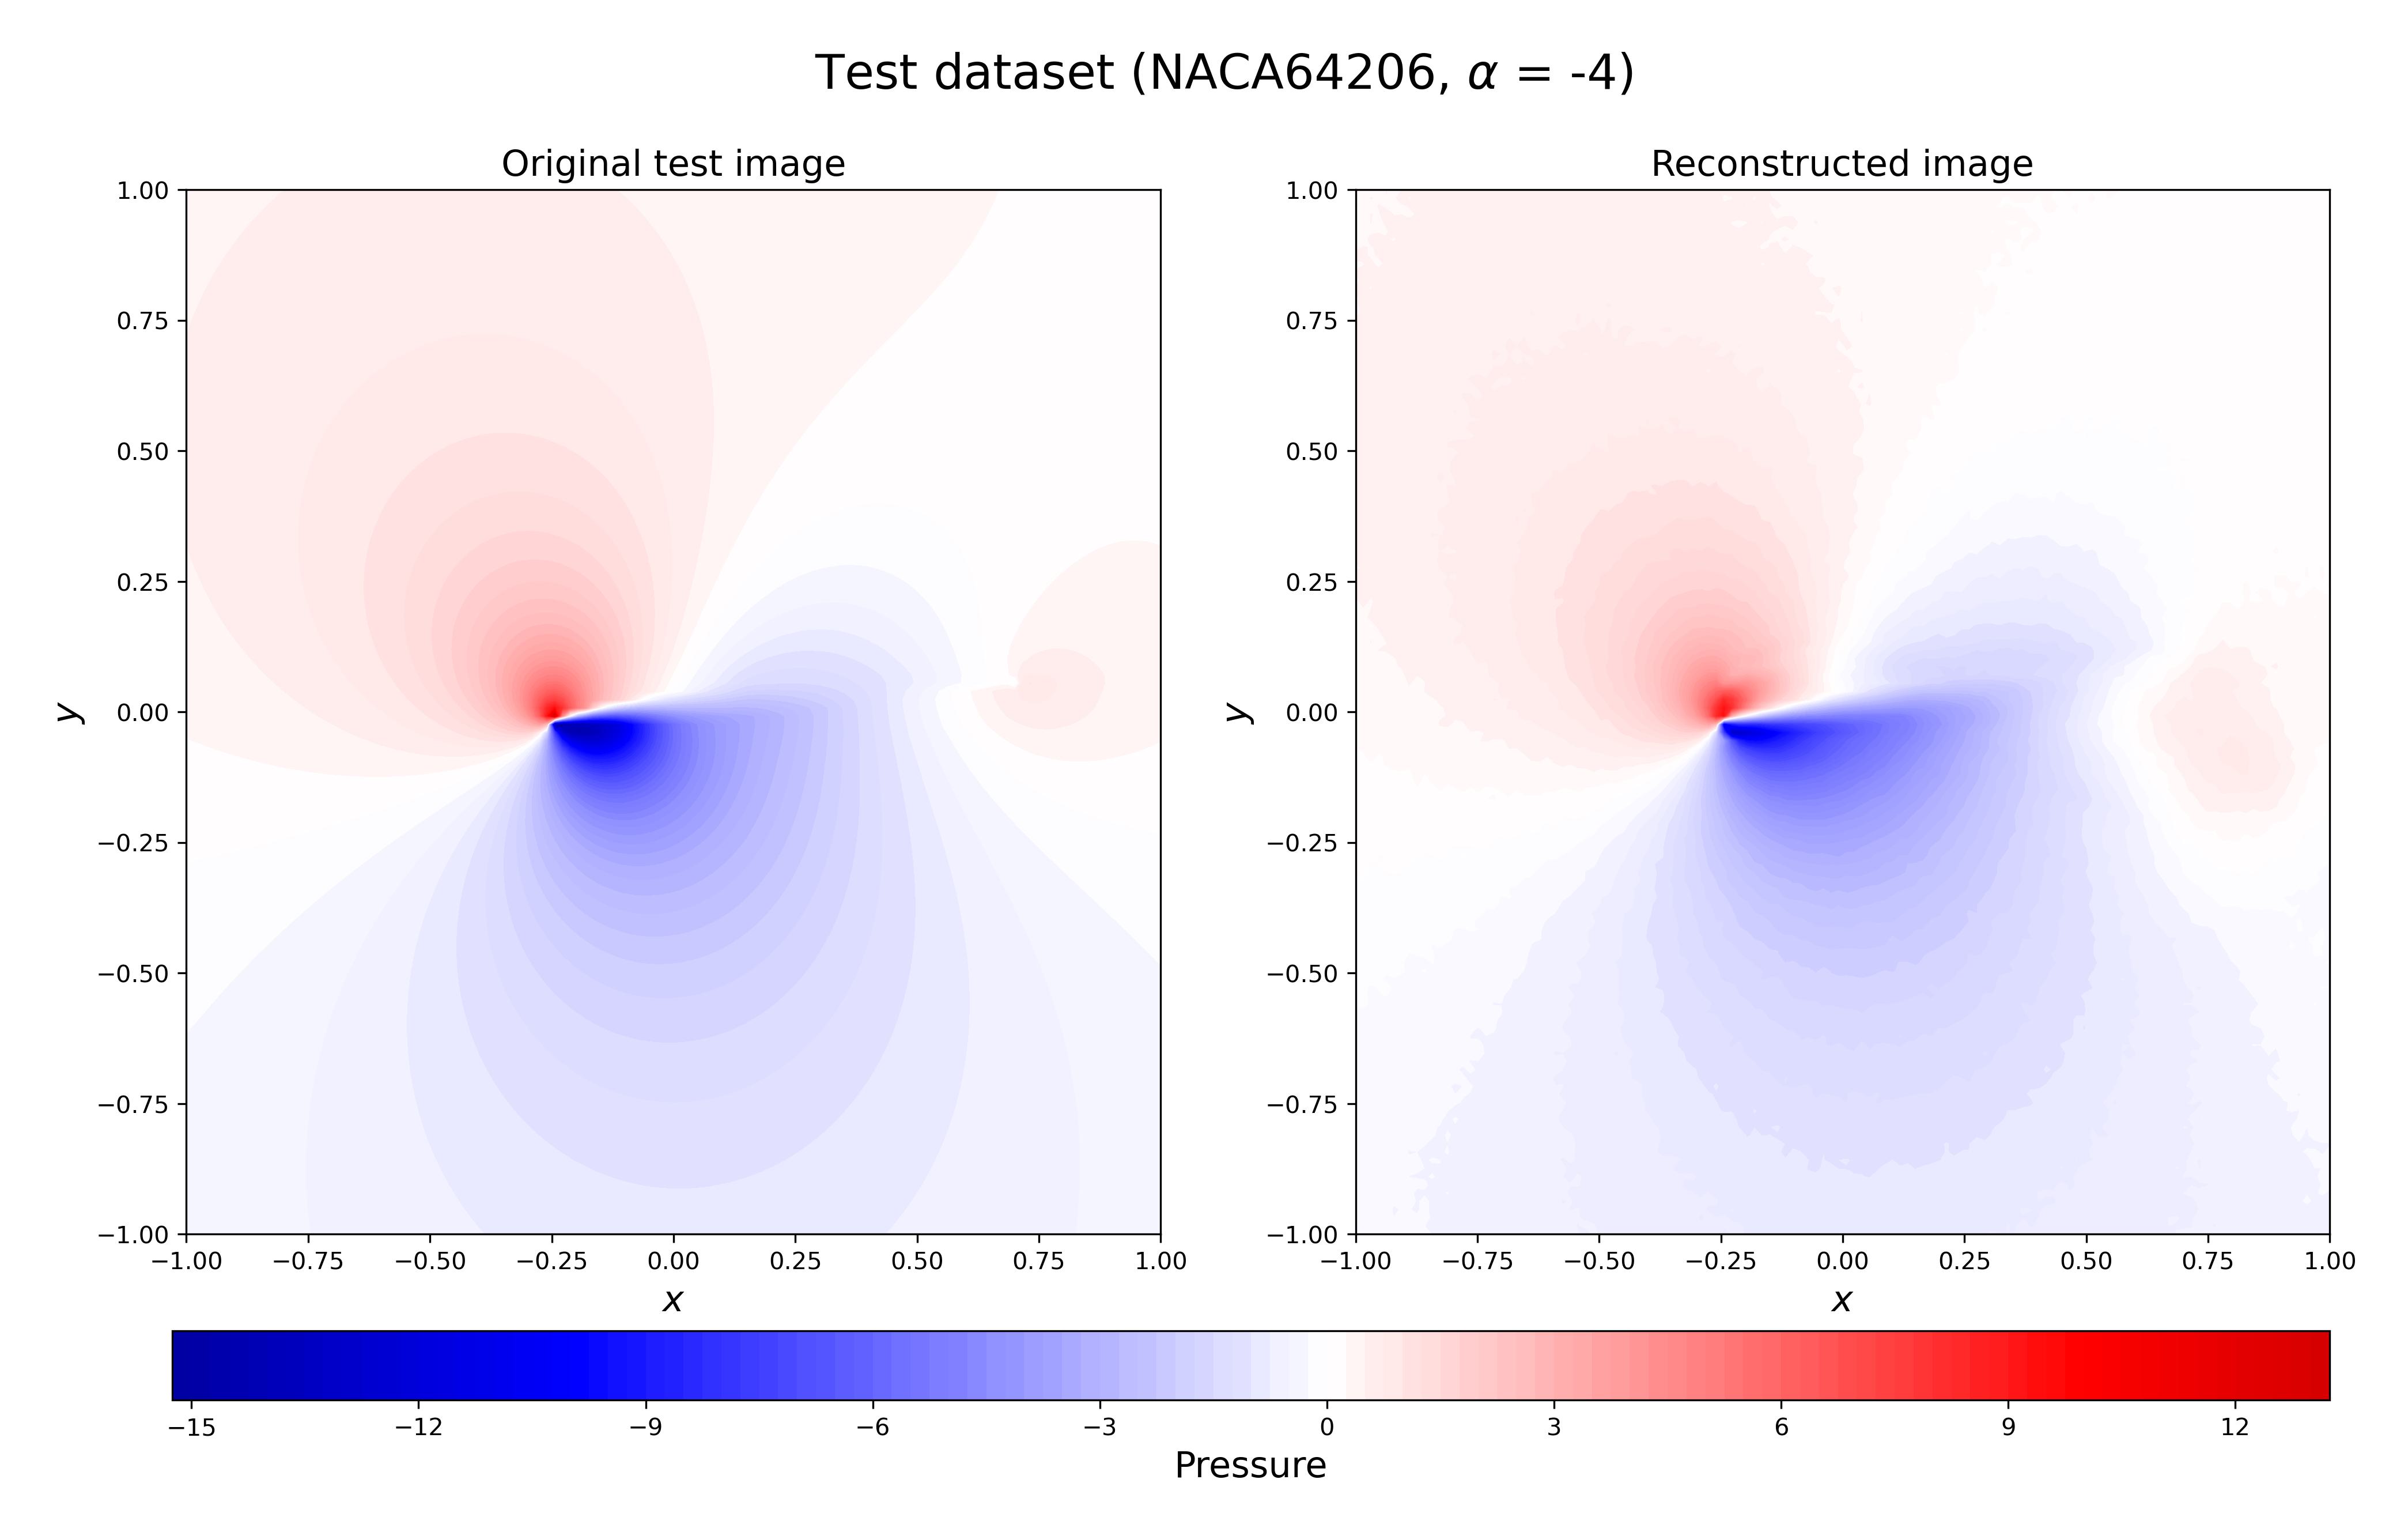 Test dataset (NACA64206, α = -4)
Original test image
Reconstructed image
1.00
0.75
0.50
0.25
0.00
−0.25
−0.50
−0.75
−1.00
y
−1.00 −0.75 −0.50 −0.25 0.00 0.25 0.50 0.75 1.00
x
1.00
0.75
0.50
0.25
0.00
−0.25
−0.50
−0.75
−1.00
y
−1.00 −0.75 −0.50 −0.25 0.00 0.25 0.50 0.75 1.00
x
−15 −12 −9 −6 −3 0 3 6 9 12
Pressure